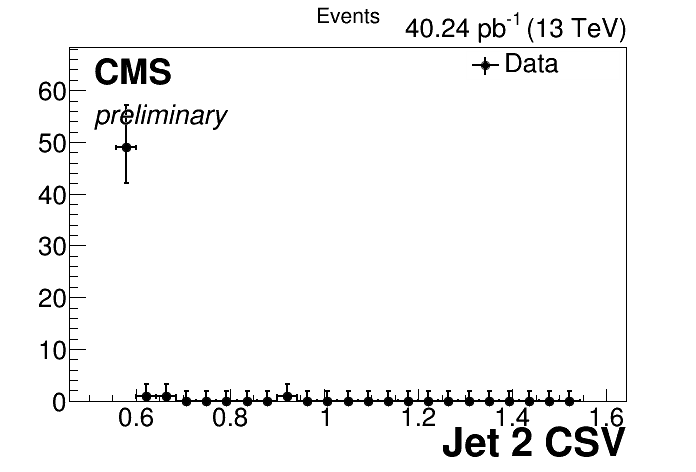 Events
40.24 pb-1 (13 TeV)
CMS
Data
preliminary
60
50
40
30
20
10
0
0.6 0.8 1 1.2 1.4 1.6
Jet 2 CSV